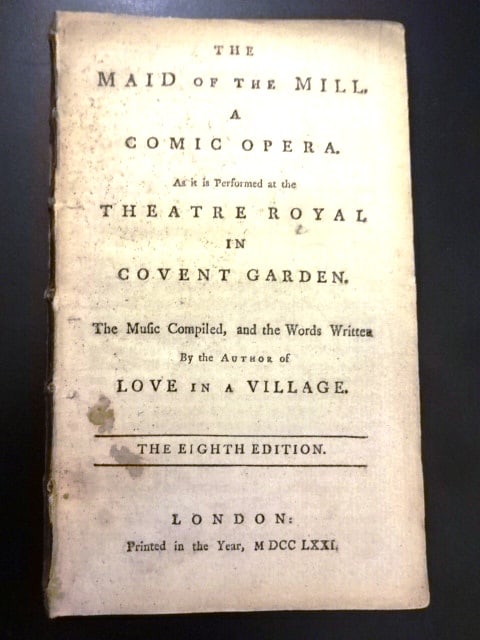 THE
MAID OF THE MILL.
A
COMIC OPERA.
As it is Performed at the
THEATRE ROYAL
IN
COVENT GARDEN.
The Muſic Compiled, and the Words Written
By the AUTHOR of
LOVE IN A VILLAGE.
THE EIGHTH EDITION.
LONDON:
Printed in the Year, M DCC LXXI.